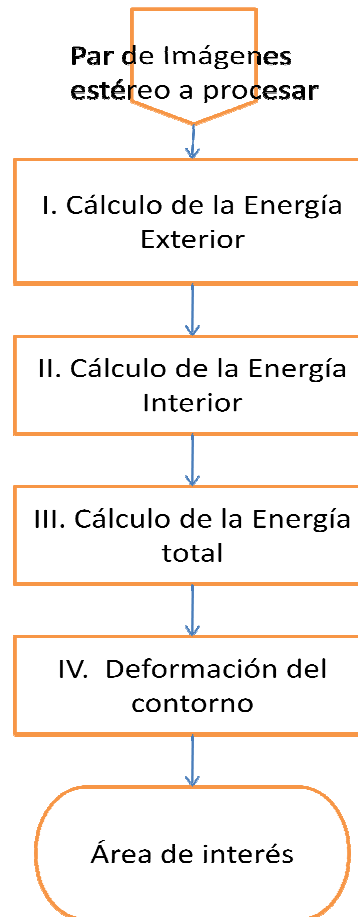 Par de Imágenes
estéreo a procesar
I. Cálculo de la Energía
Exterior
II. Cálculo de la Energía
Interior
III. Cálculo de la Energía
total
IV. Deformación del
contorno
Área de interés